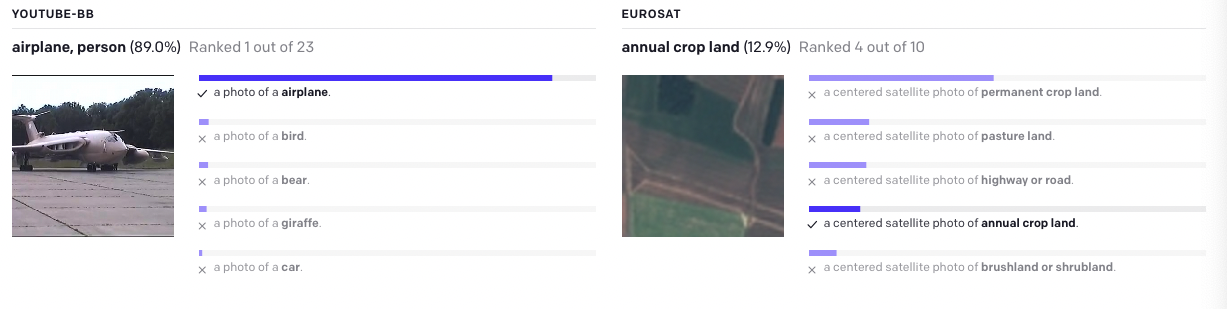 YOUTUBE-BB
airplane, person (89.0%) Ranked 1 out of 23
a photo of a airplane.
a photo of a bird.
a photo of a bear.
a photo of a giraffe.
a photo of a car.
EUROSAT
annual crop land (12.9%) Ranked 4 out of 10
a centered satellite photo of permanent crop land.
a centered satellite photo of pasture land.
a centered satellite photo of highway or road.
a centered satellite photo of annual crop land.
a centered satellite photo of brushland or shrubland.